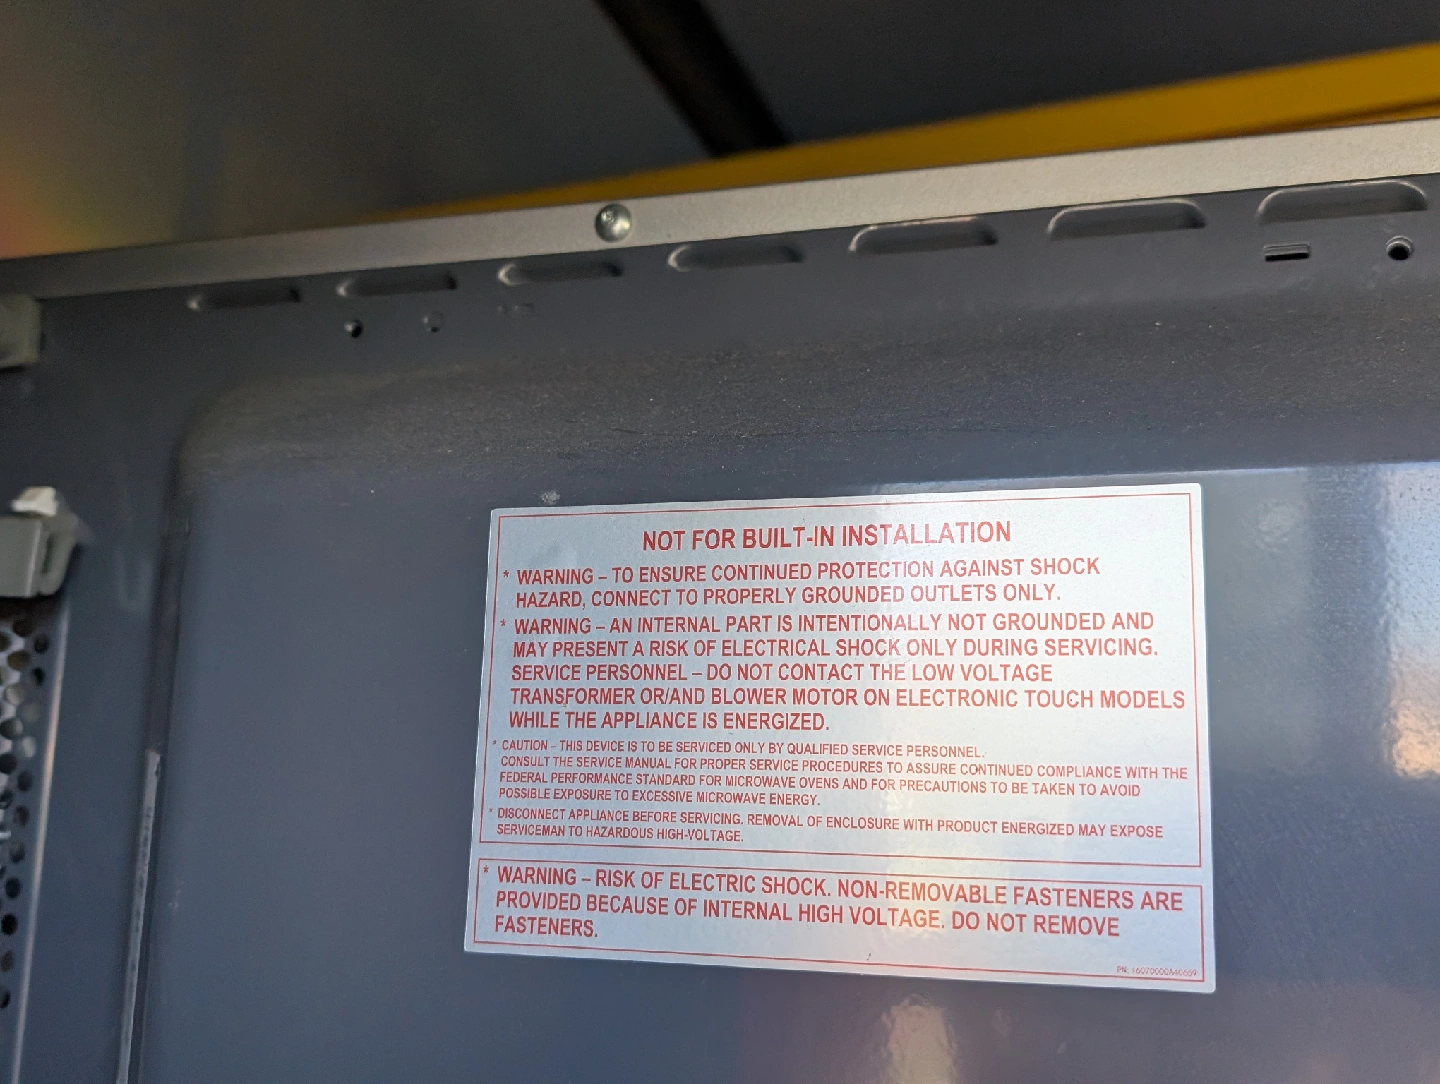 NOT FOR BUILT-IN INSTALLATION
* WARNING – TO ENSURE CONTINUED PROTECTION AGAINST SHOCK
HAZARD, CONNECT TO PROPERLY GROUNDED OUTLETS ONLY.
* WARNING – AN INTERNAL PART IS INTENTIONALLY NOT GROUNDED AND
MAY PRESENT A RISK OF ELECTRICAL SHOCK ONLY DURING SERVICING.
SERVICE PERSONNEL – DO NOT CONTACT THE LOW VOLTAGE
TRANSFORMER OR/AND BLOWER MOTOR ON ELECTRONIC TOUCH MODELS
WHILE THE APPLIANCE IS ENERGIZED.
* CAUTION – THIS DEVICE IS TO BE SERVICED ONLY BY QUALIFIED SERVICE PERSONNEL.
CONSULT THE SERVICE MANUAL FOR PROPER SERVICE PROCEDURES TO ASSURE CONTINUED COMPLIANCE WITH THE
FEDERAL PERFORMANCE STANDARD FOR MICROWAVE OVENS AND FOR PRECAUTIONS TO BE TAKEN TO AVOID
POSSIBLE EXPOSURE TO EXCESSIVE MICROWAVE ENERGY.
* DISCONNECT APPLIANCE BEFORE SERVICING. REMOVAL OF ENCLOSURE WITH PRODUCT ENERGIZED MAY EXPOSE
SERVICEMAN TO HAZARDOUS HIGH-VOLTAGE.
* WARNING – RISK OF ELECTRIC SHOCK. NON-REMOVABLE FASTENERS ARE
PROVIDED BECAUSE OF INTERNAL HIGH VOLTAGE. DO NOT REMOVE
FASTENERS.
PN: